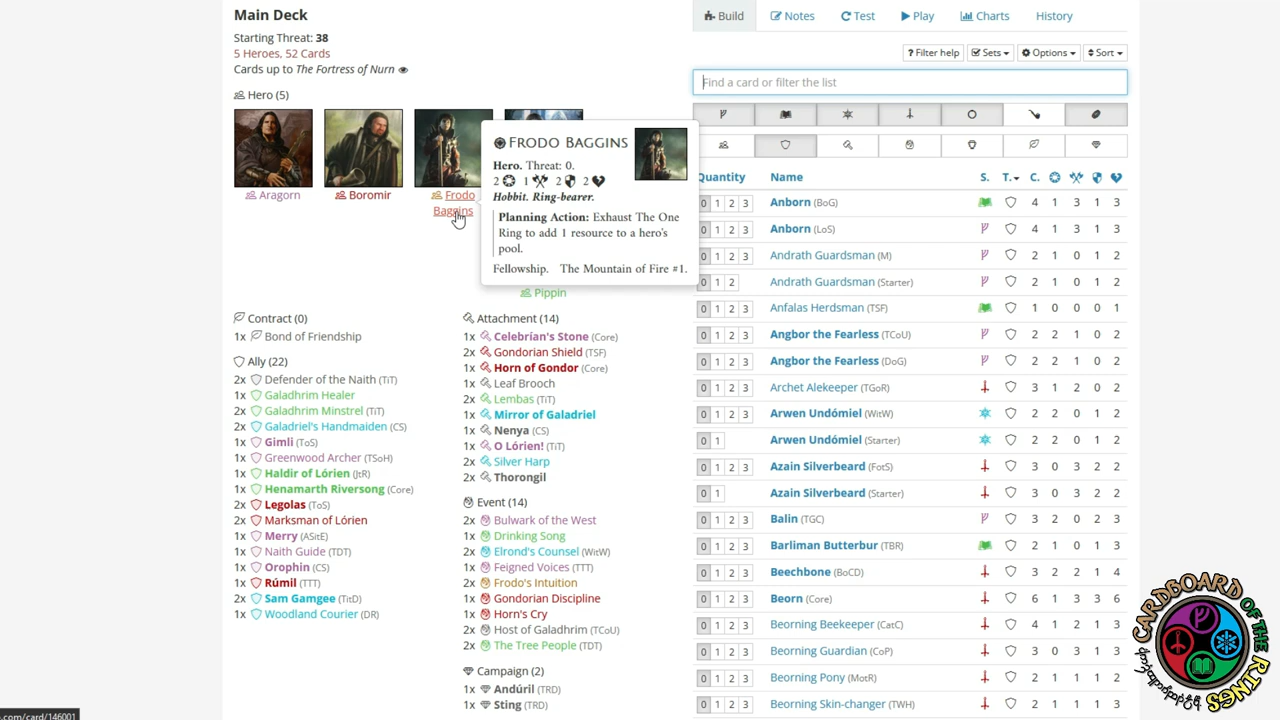 Main Deck
Starting Threat: 38
5 Heroes, 52 Cards
Cards up to The Fortress of Nurn
Hero (5)
Aragorn
Boromir
Frodo Baggins
Pippin
FRODO BAGGINS
Hero. Threat: 0.
2 1 2 2
Hobbit. Ring-bearer.
Planning Action: Exhaust The One
Ring to add 1 resource to a hero's
pool.
Fellowship. The Mountain of Fire #1.
Contract (0)
1x Bond of Friendship
Ally (22)
2x Defender of the Naith (TiT)
1x Galadhrim Healer
2x Galadhrim Minstrel (TiT)
2x Galadriel's Handmaiden (CS)
1x Gimli (ToS)
1x Greenwood Archer (TSoH)
1x Haldir of Lórien (JtR)
1x Henamarth Riversong (Core)
2x Legolas (ToS)
2x Marksman of Lórien
1x Merry (ASitE)
1x Naith Guide (TDT)
1x Orophin (CS)
1x Rúmil (TTT)
2x Sam Gamgee (TitD)
1x Woodland Courier (DR)
Attachment (14)
1x Celebrían's Stone (Core)
2x Gondorian Shield (TSF)
1x Horn of Gondor (Core)
1x Leaf Brooch
2x Lembas (TiT)
1x Mirror of Galadriel
1x Nenya (CS)
1x O Lórien! (TiT)
2x Silver Harp
2x Thorongil
Event (14)
2x Bulwark of the West
1x Drinking Song
2x Elrond's Counsel (WitW)
1x Feigned Voices (TTT)
2x Frodo's Intuition
1x Gondorian Discipline
1x Horn's Cry
2x Host of Galadhrim (TCoU)
2x The Tree People (TDT)
Campaign (2)
1x Andúril (TRD)
1x Sting (TRD)
Build Notes Test Play Charts History
? Filter help Sets Options Sort
Find a card or filter the list
Quantity Name S. T. C.
0 1 2 3 Anborn (BoG) 4 1 3 1 3
0 1 2 3 Anborn (LoS) 4 1 3 1 3
0 1 2 3 Andrath Guardsman (M) 2 1 0 1 2
0 1 2 Andrath Guardsman (Starter) 2 1 0 1 2
0 1 2 3 Anfalas Herdsman (TSF) 1 0 0 0 1
0 1 2 3 Angbor the Fearless (TCoU) 2 2 1 0 2
0 1 2 3 Angbor the Fearless (DoG) 2 2 1 0 2
0 1 2 3 Archet Alekeeper (TGoR) 3 1 2 0 2
0 1 2 3 Arwen Undómiel (WitW) 2 2 0 1 2
0 1 Arwen Undómiel (Starter) 2 2 0 1 2
0 1 2 3 Azain Silverbeard (FotS) 3 0 3 2 2
0 1 Azain Silverbeard (Starter) 3 0 3 2 2
0 1 2 3 Balin (TGC) 3 2 0 2 3
0 1 2 3 Barliman Butterbur (TBR) 2 1 0 1 3
0 1 2 3 Beechbone (BoCD) 3 2 2 1 4
0 1 2 3 Beorn (Core) 6 1 3 3 6
0 1 2 3 Beorning Beekeeper (CatC) 4 1 2 1 3
0 1 2 3 Beorning Guardian (CoP) 3 0 3 1 3
0 1 2 3 Beorning Pony (MotR) 2 1 1 1 2
0 1 2 3 Beorning Skin-changer (TWH) 2 1 1 1 3
.com/card/146001
CARDBOARD OF THE RINGS